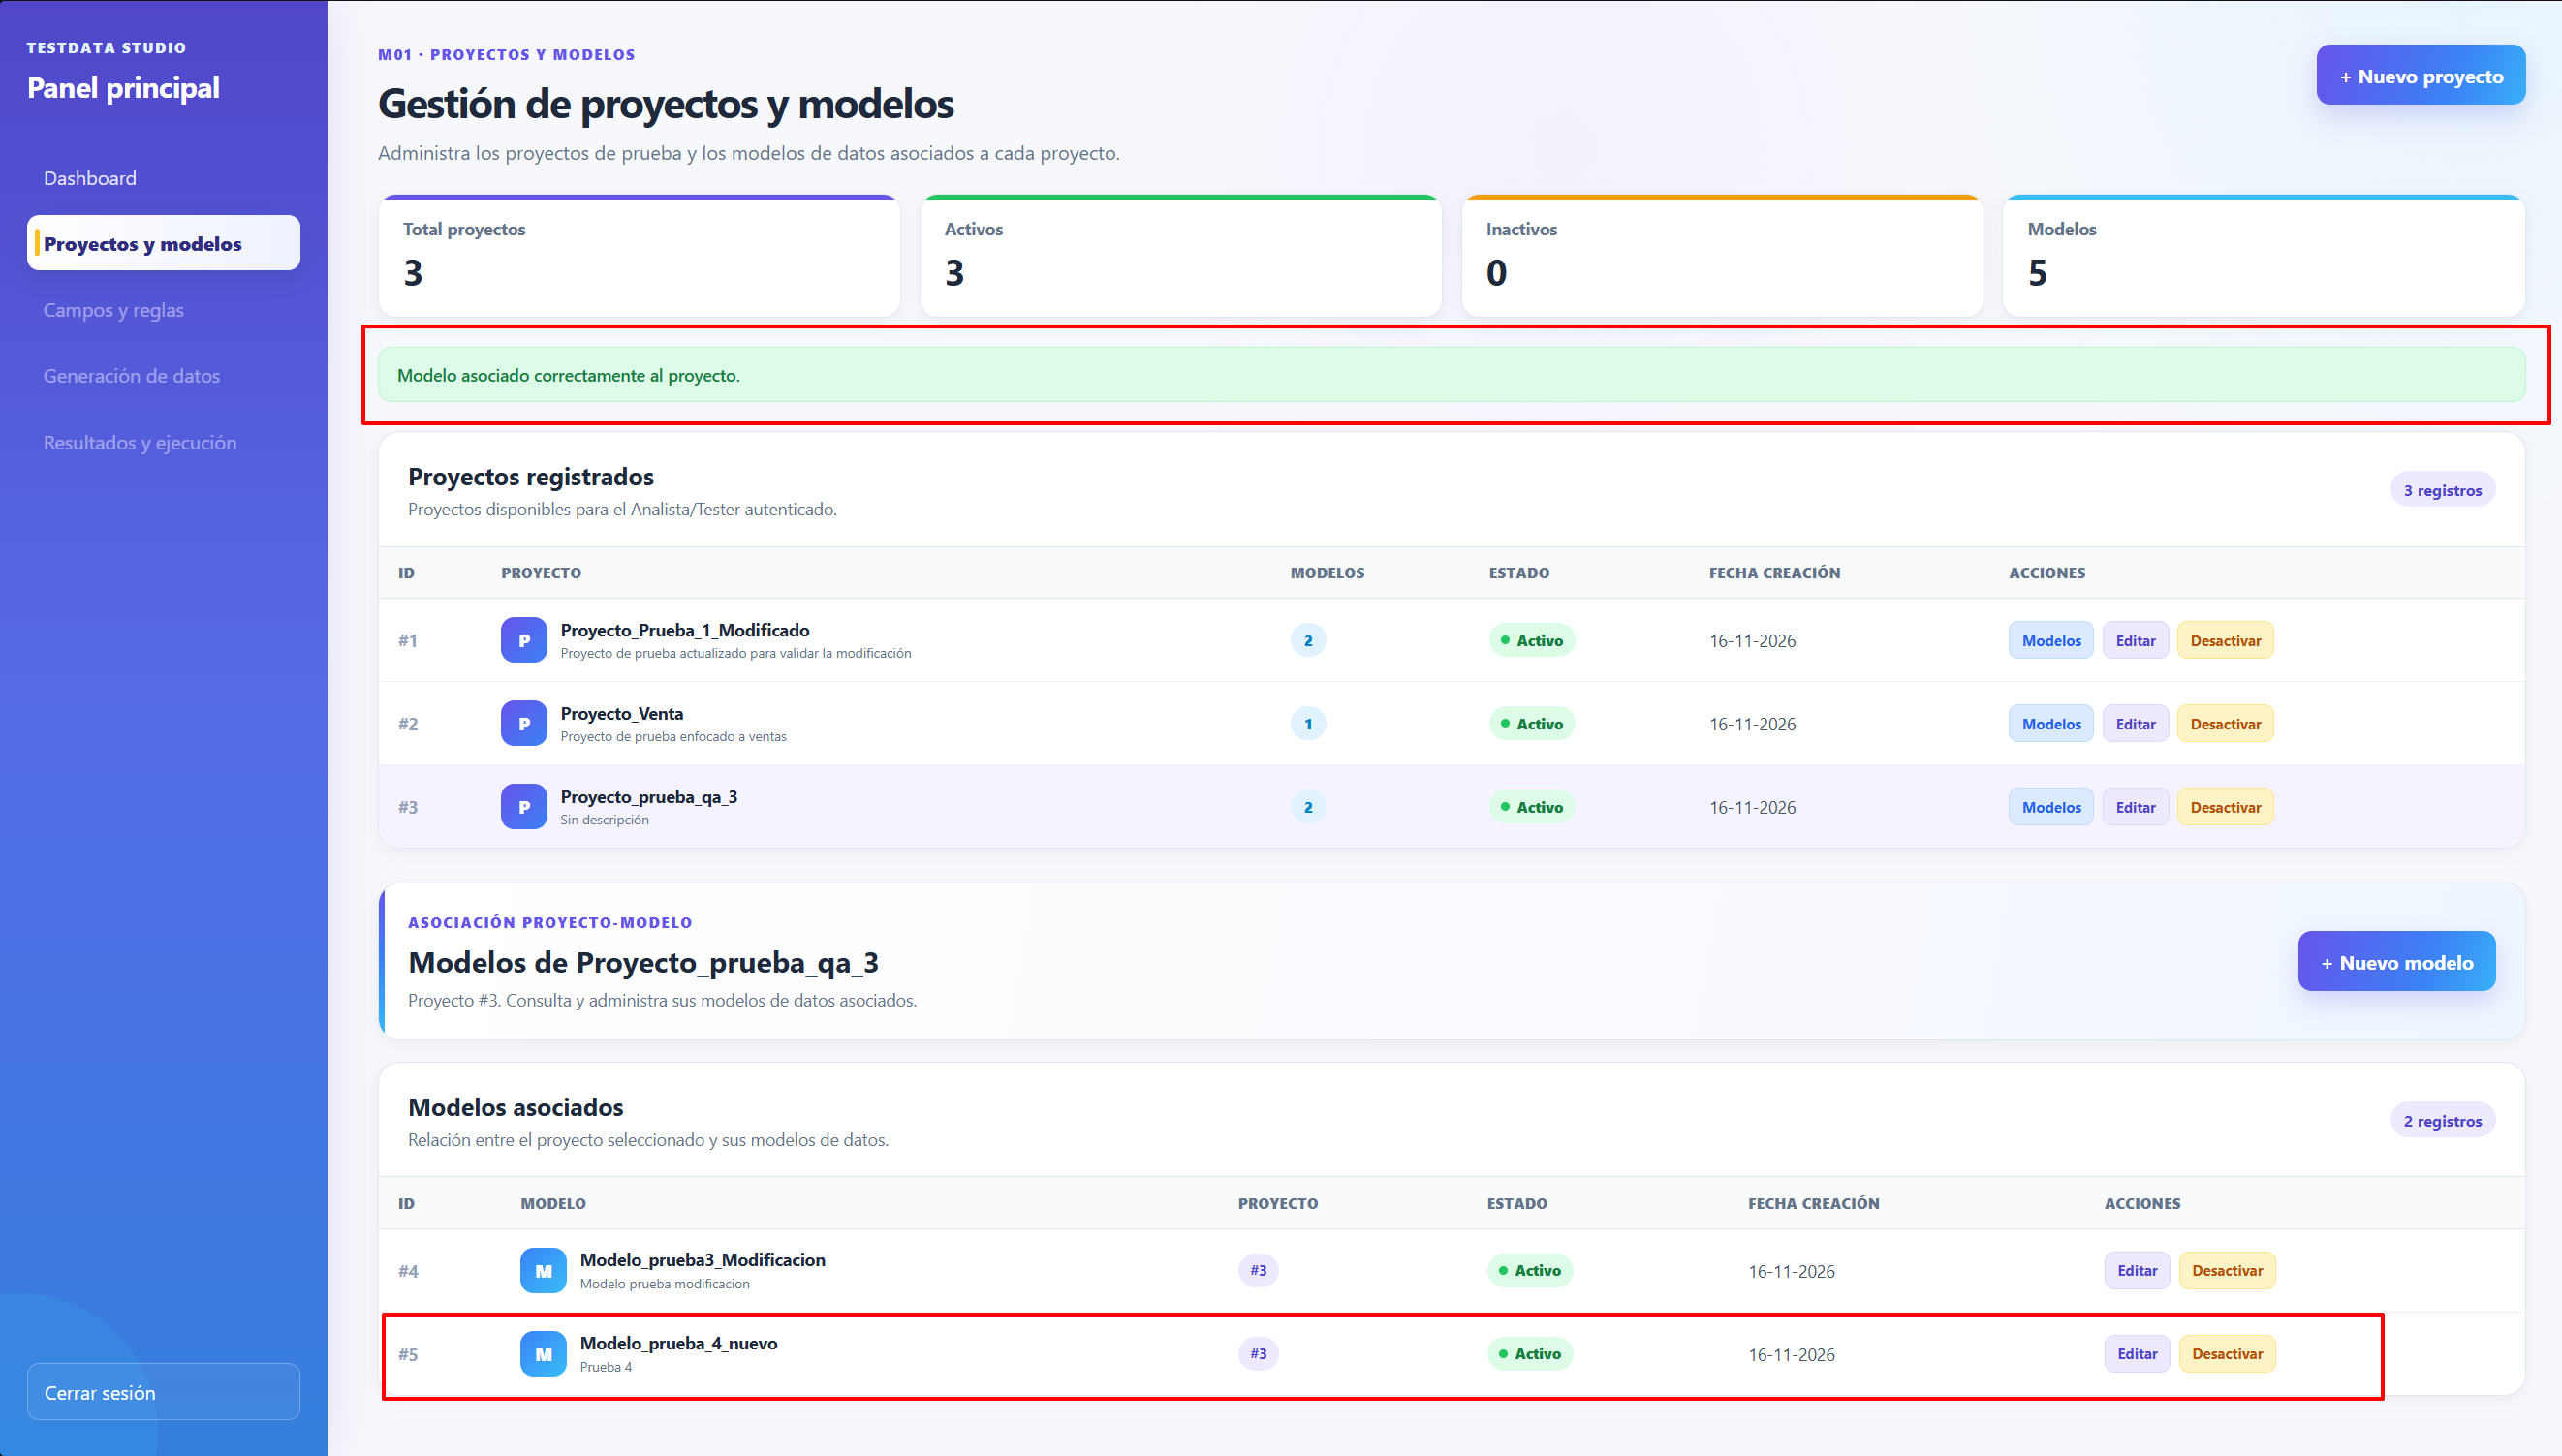 TESTDATA STUDIO
Panel principal
Dashboard
Proyectos y modelos
Campos y reglas
Generación de datos
Resultados y ejecución
Cerrar sesión
M01 · PROYECTOS Y MODELOS
Gestión de proyectos y modelos
Administra los proyectos de prueba y los modelos de datos asociados a cada proyecto.
+ Nuevo proyecto
Total proyectos
3
Activos
3
Inactivos
0
Modelos
5
Modelo asociado correctamente al proyecto.
Proyectos registrados
Proyectos disponibles para el Analista/Tester autenticado.
3 registros
ID PROYECTO MODELOS ESTADO FECHA CREACIÓN ACCIONES
#1 P Proyecto_Prueba_1_Modificado 2 Activo 16-11-2026 Modelos Editar Desactivar
Proyecto de prueba actualizado para validar la modificación
#2 P Proyecto_Venta 1 Activo 16-11-2026 Modelos Editar Desactivar
Proyecto de prueba enfocado a ventas
#3 P Proyecto_prueba_qa_3 2 Activo 16-11-2026 Modelos Editar Desactivar
Sin descripción
ASOCIACIÓN PROYECTO-MODELO
Modelos de Proyecto_prueba_qa_3
Proyecto #3. Consulta y administra sus modelos de datos asociados.
+ Nuevo modelo
Modelos asociados
Relación entre el proyecto seleccionado y sus modelos de datos.
2 registros
ID MODELO PROYECTO ESTADO FECHA CREACIÓN ACCIONES
#4 M Modelo_prueba3_Modificacion #3 Activo 16-11-2026 Editar Desactivar
Modelo prueba modificacion
#5 M Modelo_prueba_4_nuevo #3 Activo 16-11-2026 Editar Desactivar
Prueba 4